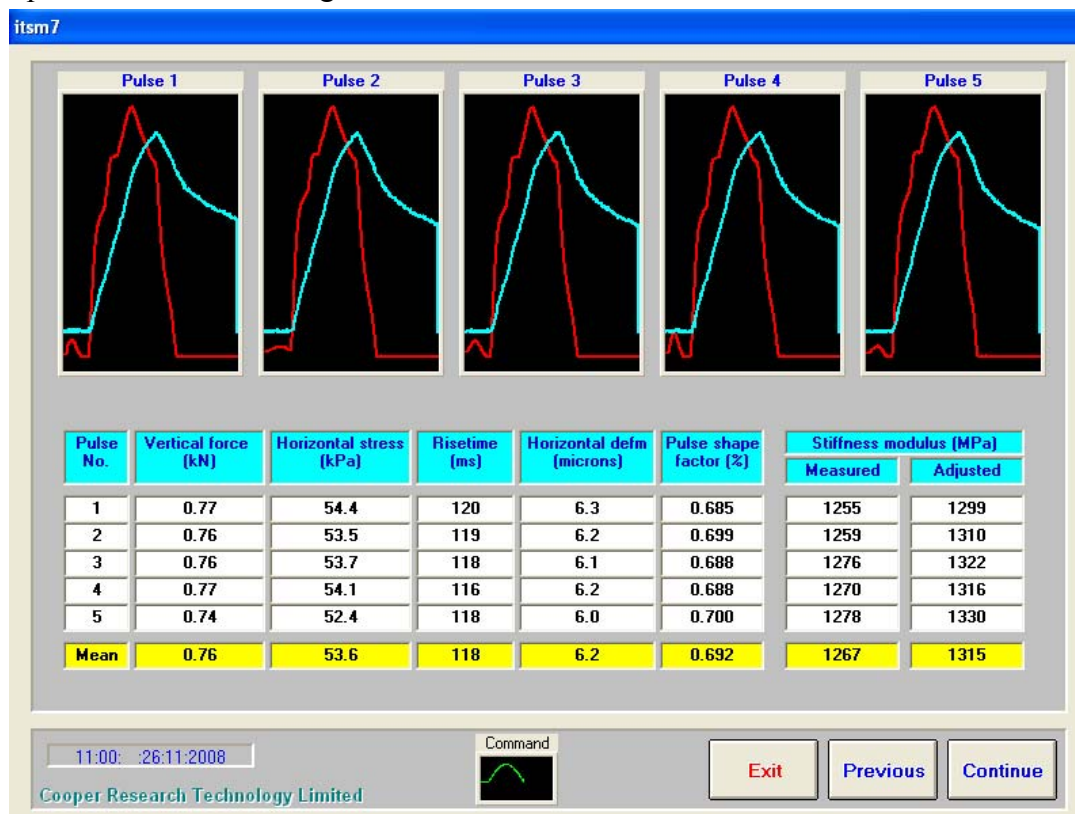 itsm7
Pulse 1 Pulse 2 Pulse 3 Pulse 4 Pulse 5
Pulse No. Vertical force (kN) Horizontal stress (kPa) Risetime (ms) Horizontal defm (microns) Pulse shape factor (%) Stiffness modulus (MPa)
Measured Adjusted
1 0.77 54.4 120 6.3 0.685 1255 1299
2 0.76 53.5 119 6.2 0.699 1259 1310
3 0.76 53.7 118 6.1 0.688 1276 1322
4 0.77 54.1 116 6.2 0.688 1270 1316
5 0.74 52.4 118 6.0 0.700 1278 1330
Mean 0.76 53.6 118 6.2 0.692 1267 1315
Command
11:00: :26:11:2008
Exit Previous Continue
Cooper Research Technology Limited